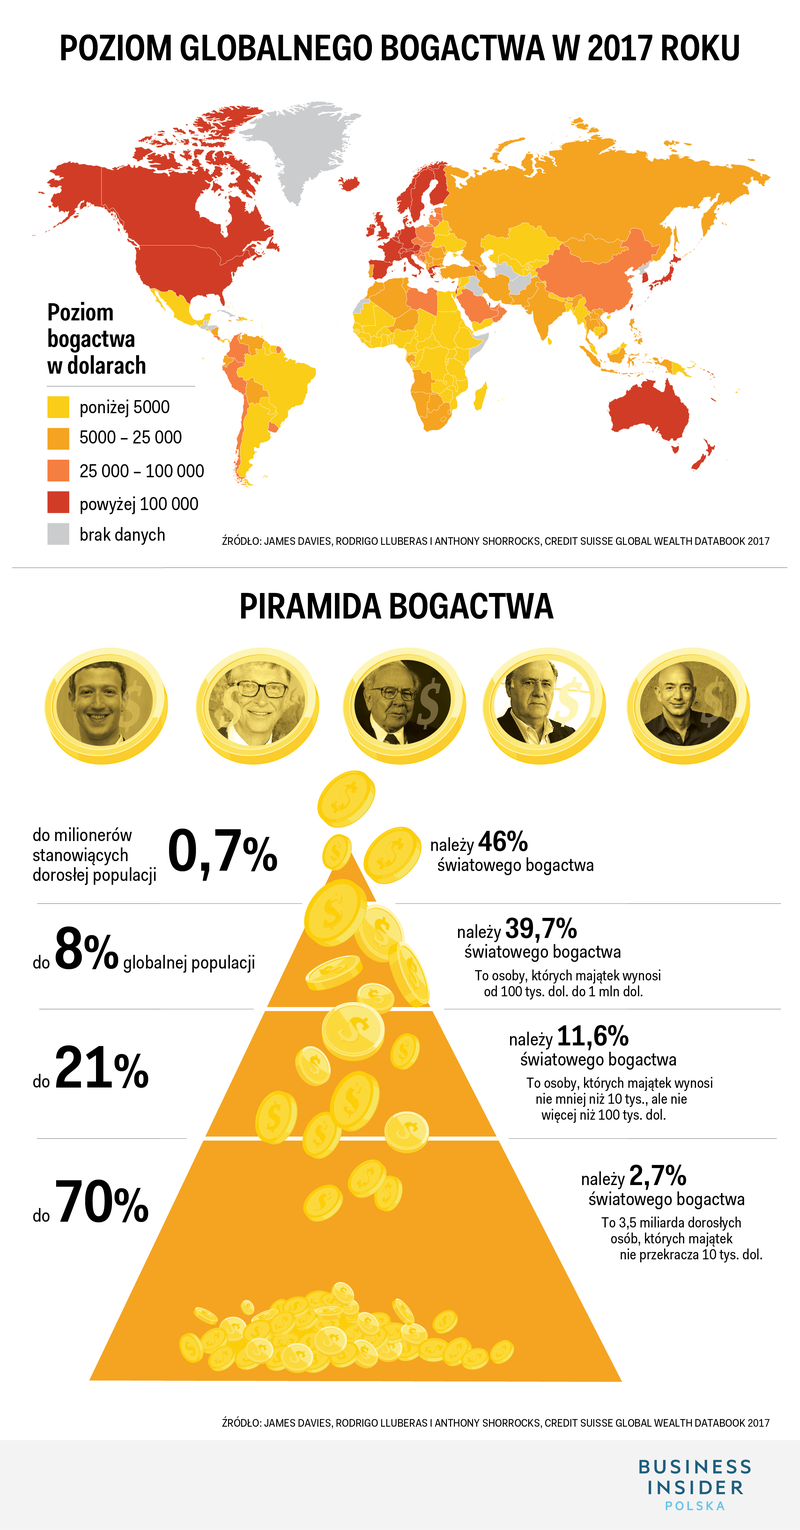 POZIOM GLOBALNEGO BOGACTWA W 2017 ROKU
Poziom
bogactwa
w dolarach
poniżej 5000
5000 – 25 000
25 000 – 100 000
powyżej 100 000
brak danych
ŹRÓDŁO: JAMES DAVIES, RODRIGO LLUBERAS I ANTHONY SHORROCKS, CREDIT SUISSE GLOBAL WEALTH DATABOOK 2017
PIRAMIDA BOGACTWA
do milionerów
stanowiących
dorosłej populacji
0,7%
należy 46%
światowego bogactwa
do 8% globalnej populacji
należy 39,7%
światowego bogactwa
To osoby, których majątek wynosi
od 100 tys. dol. do 1 mln dol.
do 21%
należy 11,6%
światowego bogactwa
To osoby, których majątek wynosi
nie mniej niż 10 tys., ale nie
więcej niż 100 tys. dol.
do 70%
należy 2,7%
światowego bogactwa
To 3,5 miliarda dorosłych
osób, których majątek
nie przekracza 10 tys. dol.
ŹRÓDŁO: JAMES DAVIES, RODRIGO LLUBERAS I ANTHONY SHORROCKS, CREDIT SUISSE GLOBAL WEALTH DATABOOK 2017
BUSINESS
INSIDER
POLSKA